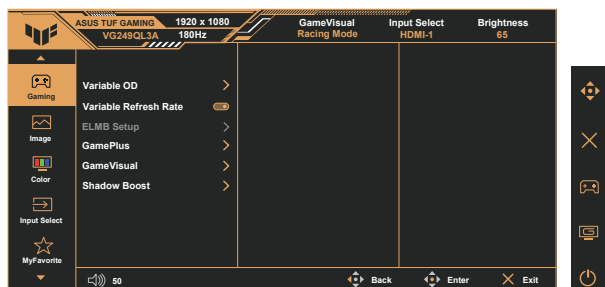 ASUS TUF GAMING 1920 x 1080 GameVisual Input Select Brightness
VG249QL3A 180Hz Racing Mode HDMI-1 65
Gaming
Image
Color
Input Select
MyFavorite
Variable OD
Variable Refresh Rate
ELMB Setup
GamePlus
GameVisual
Shadow Boost
50 Back Enter Exit